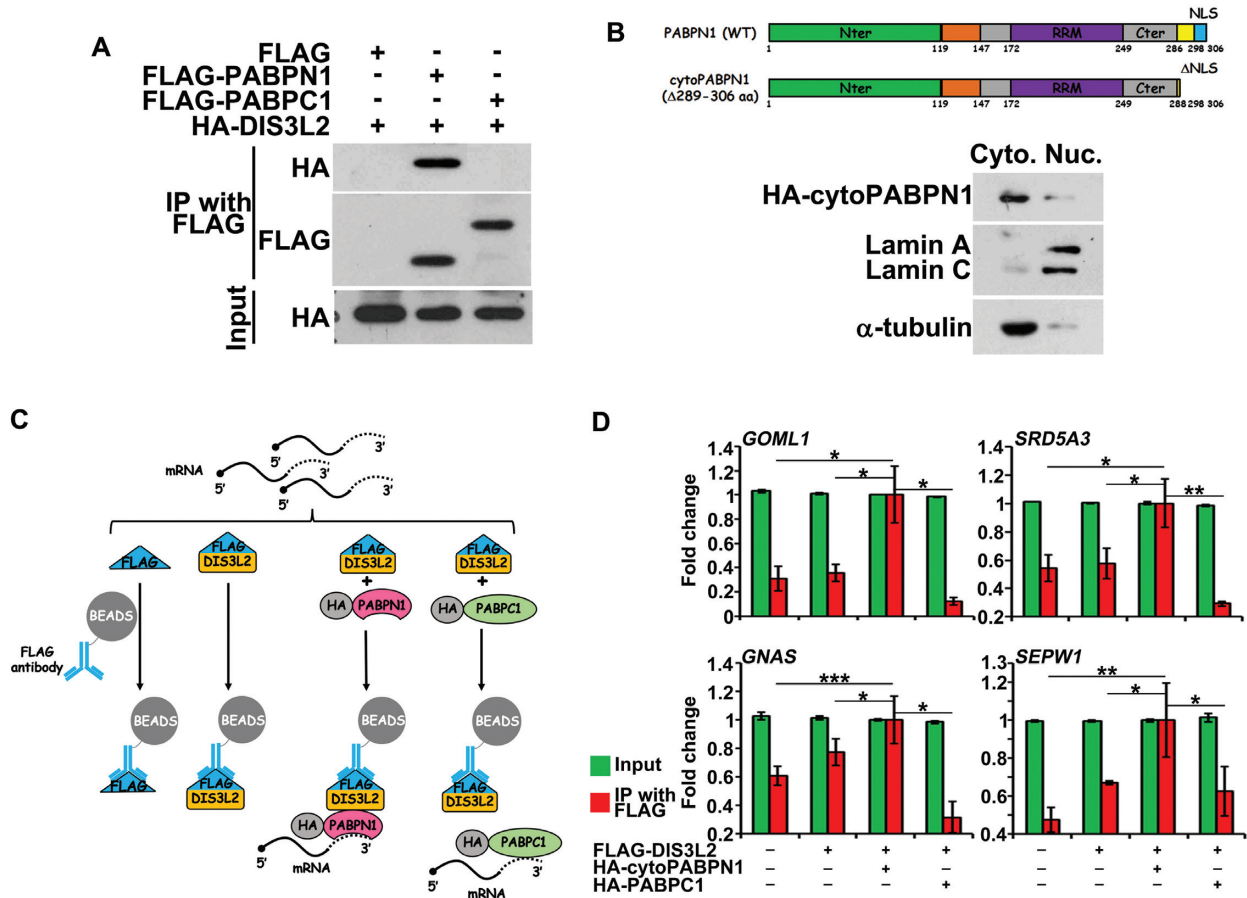 A
FLAG + - -
FLAG-PABPN1 - + -
FLAG-PABPC1 - - +
HA-DIS3L2 + + +
IP with FLAG
HA
FLAG
Input
HA
B
NLS
PABPN1 (WT)
Nter RRM Cter
1 119 147 172 249 286 298 306
ΔNLS
cytoPABPN1
(Δ289-306 aa)
Nter RRM Cter
1 119 147 172 249 288 298 306
Cyto. Nuc.
HA-cytoPABPN1
Lamin A
Lamin C
α-tubulin
C
mRNA
5' 3'
5' 3'
5' 3'
FLAG
FLAG
DIS3L2
FLAG
DIS3L2
+
HA PABPN1
FLAG
DIS3L2
+
HA PABPC1
BEADS
FLAG
antibody
BEADS
FLAG
BEADS
FLAG
DIS3L2
BEADS
FLAG
DIS3L2
HA PABPN1
5' 3'
mRNA
BEADS
FLAG
DIS3L2
HA PABPC1
5' 3'
mRNA
D
GOML1
Fold change
1.4
1.2
1
0.8
0.6
0.4
0.2
0
* * *
SRD5A3
1.4
1.2
1
0.8
0.6
0.4
0.2
* * **
GNAS
Fold change
1.4
1.2
1
0.8
0.6
0.4
0.2
*** * *
SEPW1
1.3
1.2
1
0.8
0.6
0.4
** * *
Input
IP with
FLAG
FLAG-DIS3L2 – + + + – + + +
HA-cytoPABPN1 – – + – – – + –
HA-PABPC1 – – – + – – – +